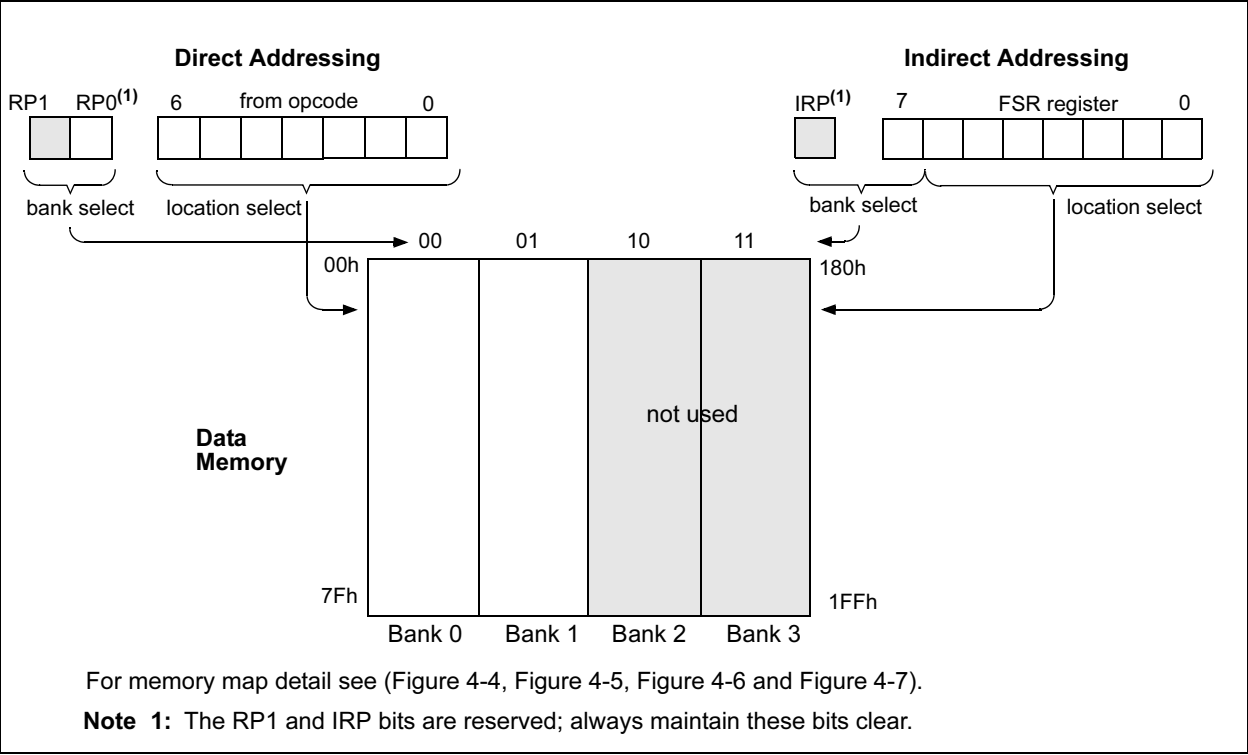 Direct Addressing
Indirect Addressing
RP1 RP0(1) 6 from opcode 0
IRP(1) 7 FSR register 0
bank select location select
bank select location select
00 01 10 11
00h 180h
not used
Data
Memory
7Fh 1FFh
Bank 0 Bank 1 Bank 2 Bank 3
For memory map detail see (Figure 4-4, Figure 4-5, Figure 4-6 and Figure 4-7).
Note 1: The RP1 and IRP bits are reserved; always maintain these bits clear.